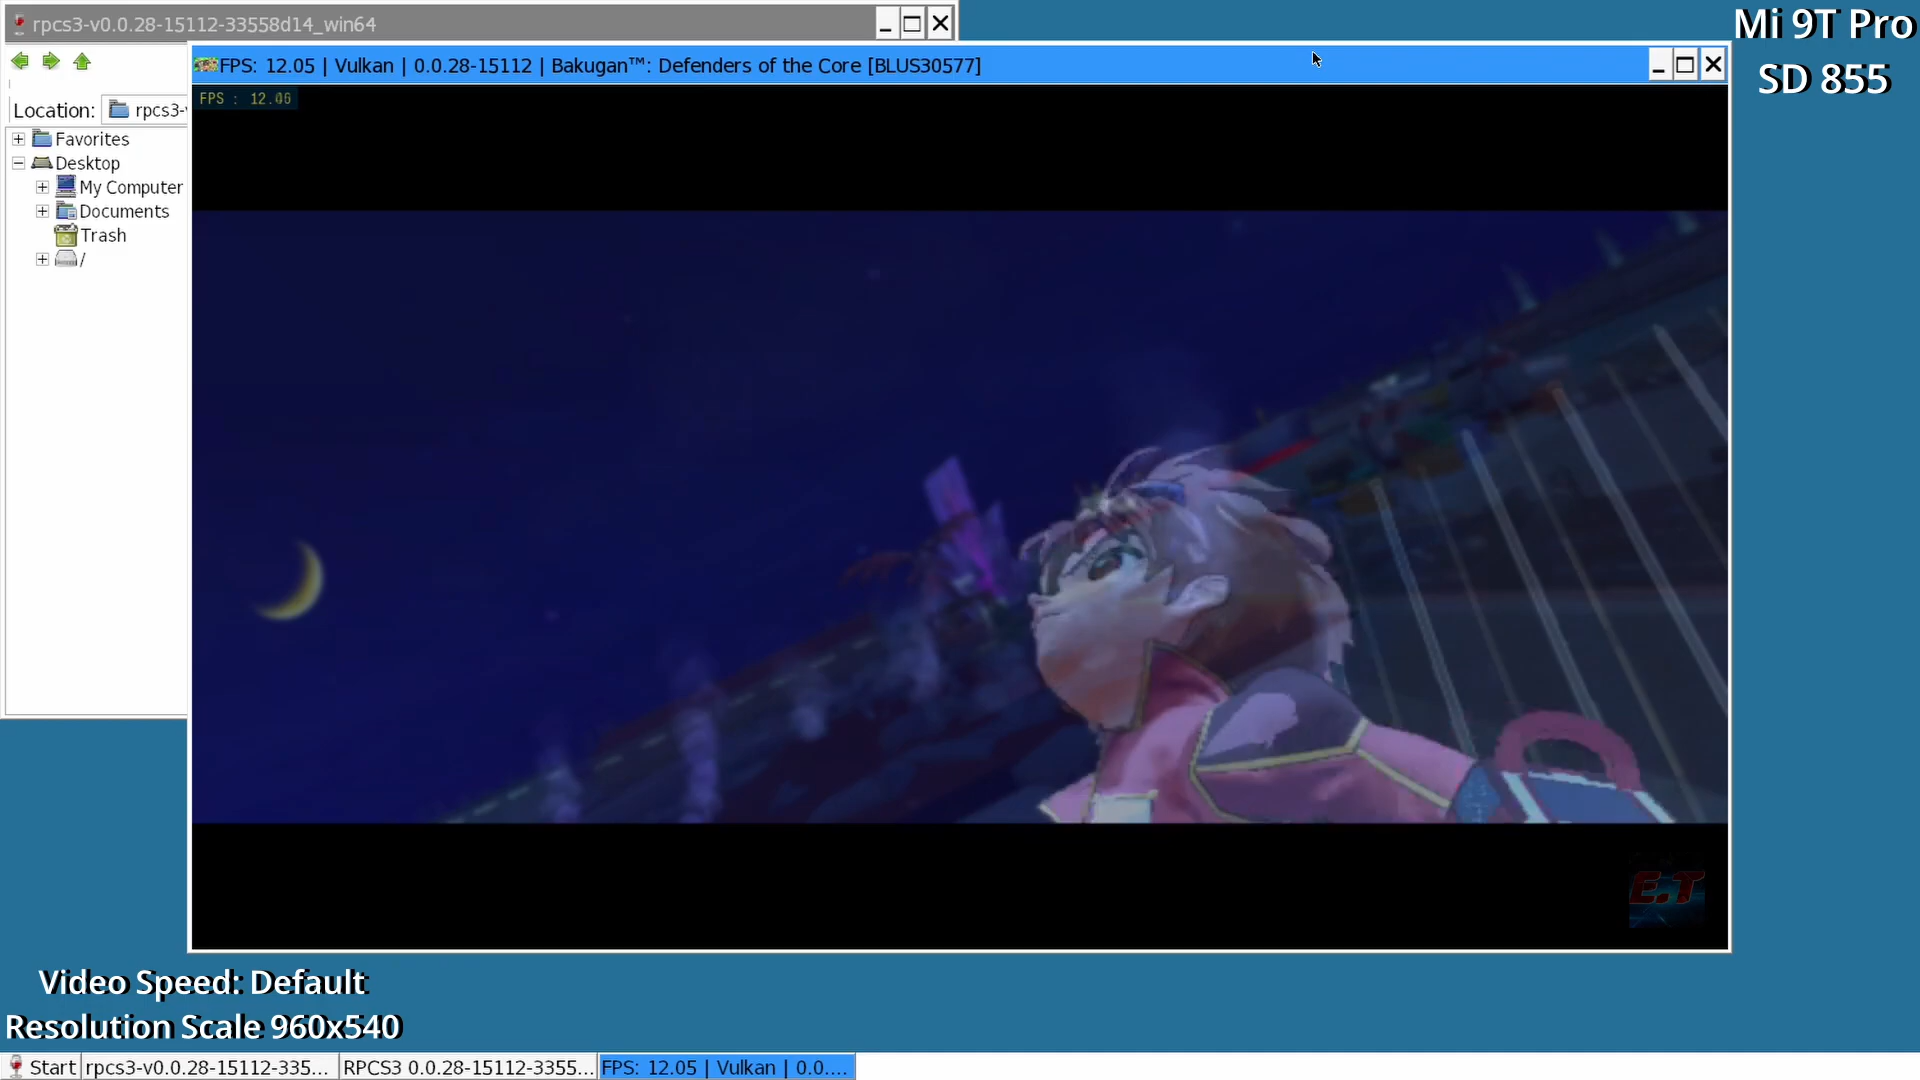 rpcs3-v0.0.28-15112-33558d14_win64
Mi 9T Pro
SD 855
FPS: 12.05 | Vulkan | 0.0.28-15112 | Bakugan™: Defenders of the Core [BLUS30577]
FPS : 12.06
Location: rpcs3-
Favorites
Desktop
My Computer
Documents
Trash
/
E.T
Video Speed: Default
Resolution Scale 960x540
Start rpcs3-v0.0.28-15112-335... RPCS3 0.0.28-15112-3355... FPS: 12.05 | Vulkan | 0.0....